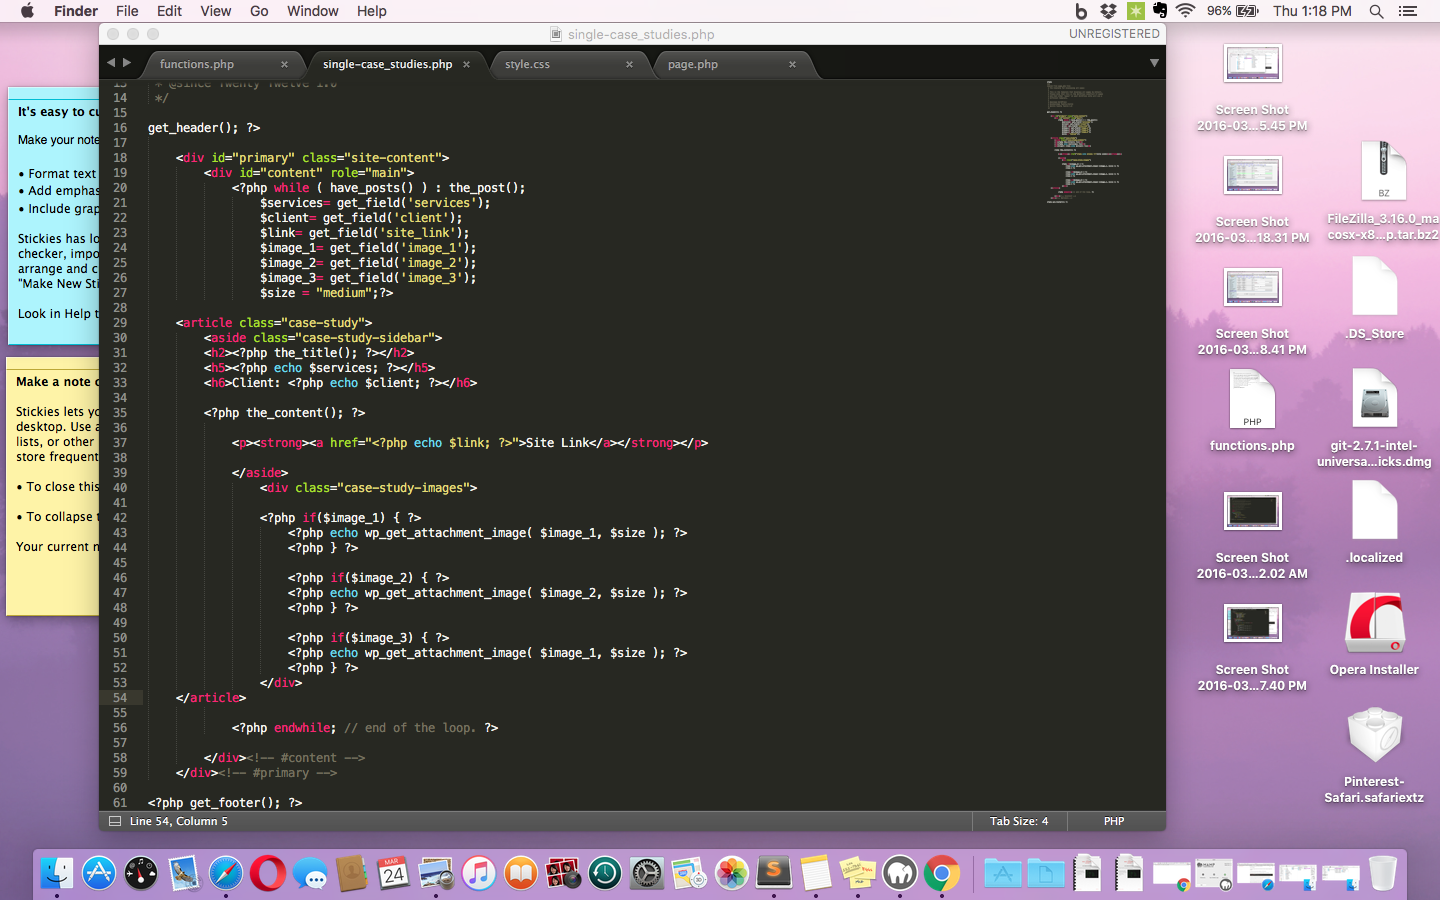 Finder File Edit View Go Window Help
96% Thu 1:18 PM
single-case_studies.php
UNREGISTERED
functions.php × single-case_studies.php × style.css × page.php ×
13 * @since Twenty Twelve 1.0
14 */
15
16 get_header(); ?>
17
18 <div id="primary" class="site-content">
19 <div id="content" role="main">
20 <?php while ( have_posts() ) : the_post();
21 $services= get_field('services');
22 $client= get_field('client');
23 $link= get_field('site_link');
24 $image_1= get_field('image_1');
25 $image_2= get_field('image_2');
26 $image_3= get_field('image_3');
27 $size = "medium";?>
28
29 <article class="case-study">
30 <aside class="case-study-sidebar">
31 <h2><?php the_title(); ?></h2>
32 <h5><?php echo $services; ?></h5>
33 <h6>Client: <?php echo $client; ?></h6>
34
35 <?php the_content(); ?>
36
37 <p><strong><a href="<?php echo $link; ?>">Site Link</a></strong></p>
38
39 </aside>
40 <div class="case-study-images">
41
42 <?php if($image_1) { ?>
43 <?php echo wp_get_attachment_image( $image_1, $size ); ?>
44 <?php } ?>
45
46 <?php if($image_2) { ?>
47 <?php echo wp_get_attachment_image( $image_2, $size ); ?>
48 <?php } ?>
49
50 <?php if($image_3) { ?>
51 <?php echo wp_get_attachment_image( $image_1, $size ); ?>
52 <?php } ?>
53 </div>
54 </article>
55
56 <?php endwhile; // end of the loop. ?>
57
58 </div><!-- #content -->
59 </div><!-- #primary -->
60
61 <?php get_footer(); ?>
Line 54, Column 5
Tab Size: 4
PHP
It's easy to cu
Make your note
• Format text
• Add emphas
• Include grap
Stickies has lo
checker, impo
arrange and c
"Make New Sti
Look in Help t
Make a note o
Stickies lets yo
desktop. Use a
lists, or other
store frequent
• To close this
• To collapse t
Your current n
Screen Shot
2016-03...5.45 PM
Screen Shot
2016-03...18.31 PM
Screen Shot
2016-03...8.41 PM
PHP
functions.php
Screen Shot
2016-03...2.02 AM
Screen Shot
2016-03...7.40 PM
BZ
FileZilla_3.16.0_ma
cosx-x8...p.tar.bz2
.DS_Store
git-2.7.1-intel-
universa...icks.dmg
.localized
Opera Installer
Pinterest-
Safari.safariextz
MAR
24